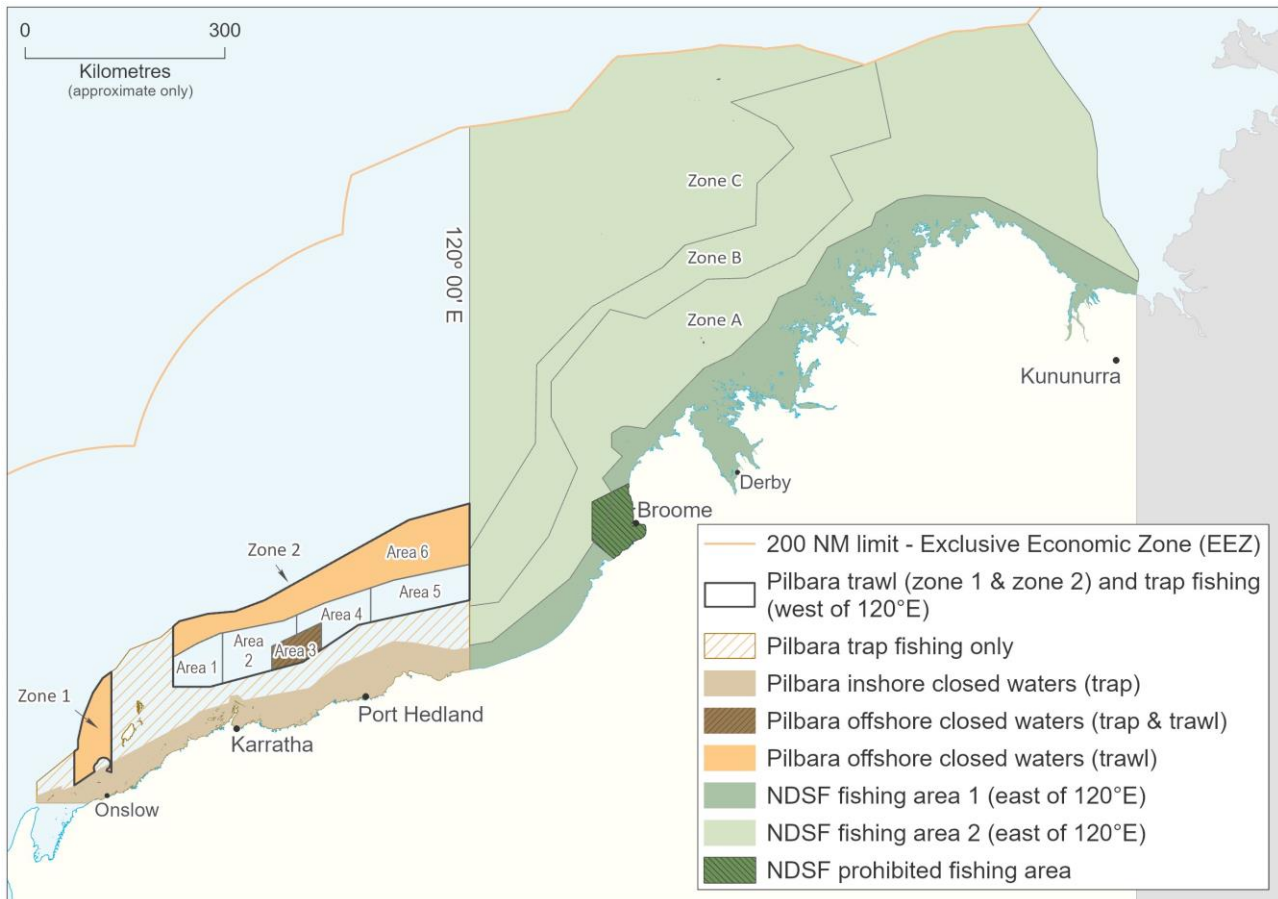 0 300
Kilometres
(approximate only)
Zone C
120° 00' E
Zone B
Zone A
Kununurra
Derby
Broome
Zone 2
Area 6
Area 5
Area 4
Area
2
Area 3
Area 1
Zone 1
Port Hedland
Karratha
Onslow
200 NM limit - Exclusive Economic Zone (EEZ)
Pilbara trawl (zone 1 & zone 2) and trap fishing
(west of 120°E)
Pilbara trap fishing only
Pilbara inshore closed waters (trap)
Pilbara offshore closed waters (trap & trawl)
Pilbara offshore closed waters (trawl)
NDSF fishing area 1 (east of 120°E)
NDSF fishing area 2 (east of 120°E)
NDSF prohibited fishing area